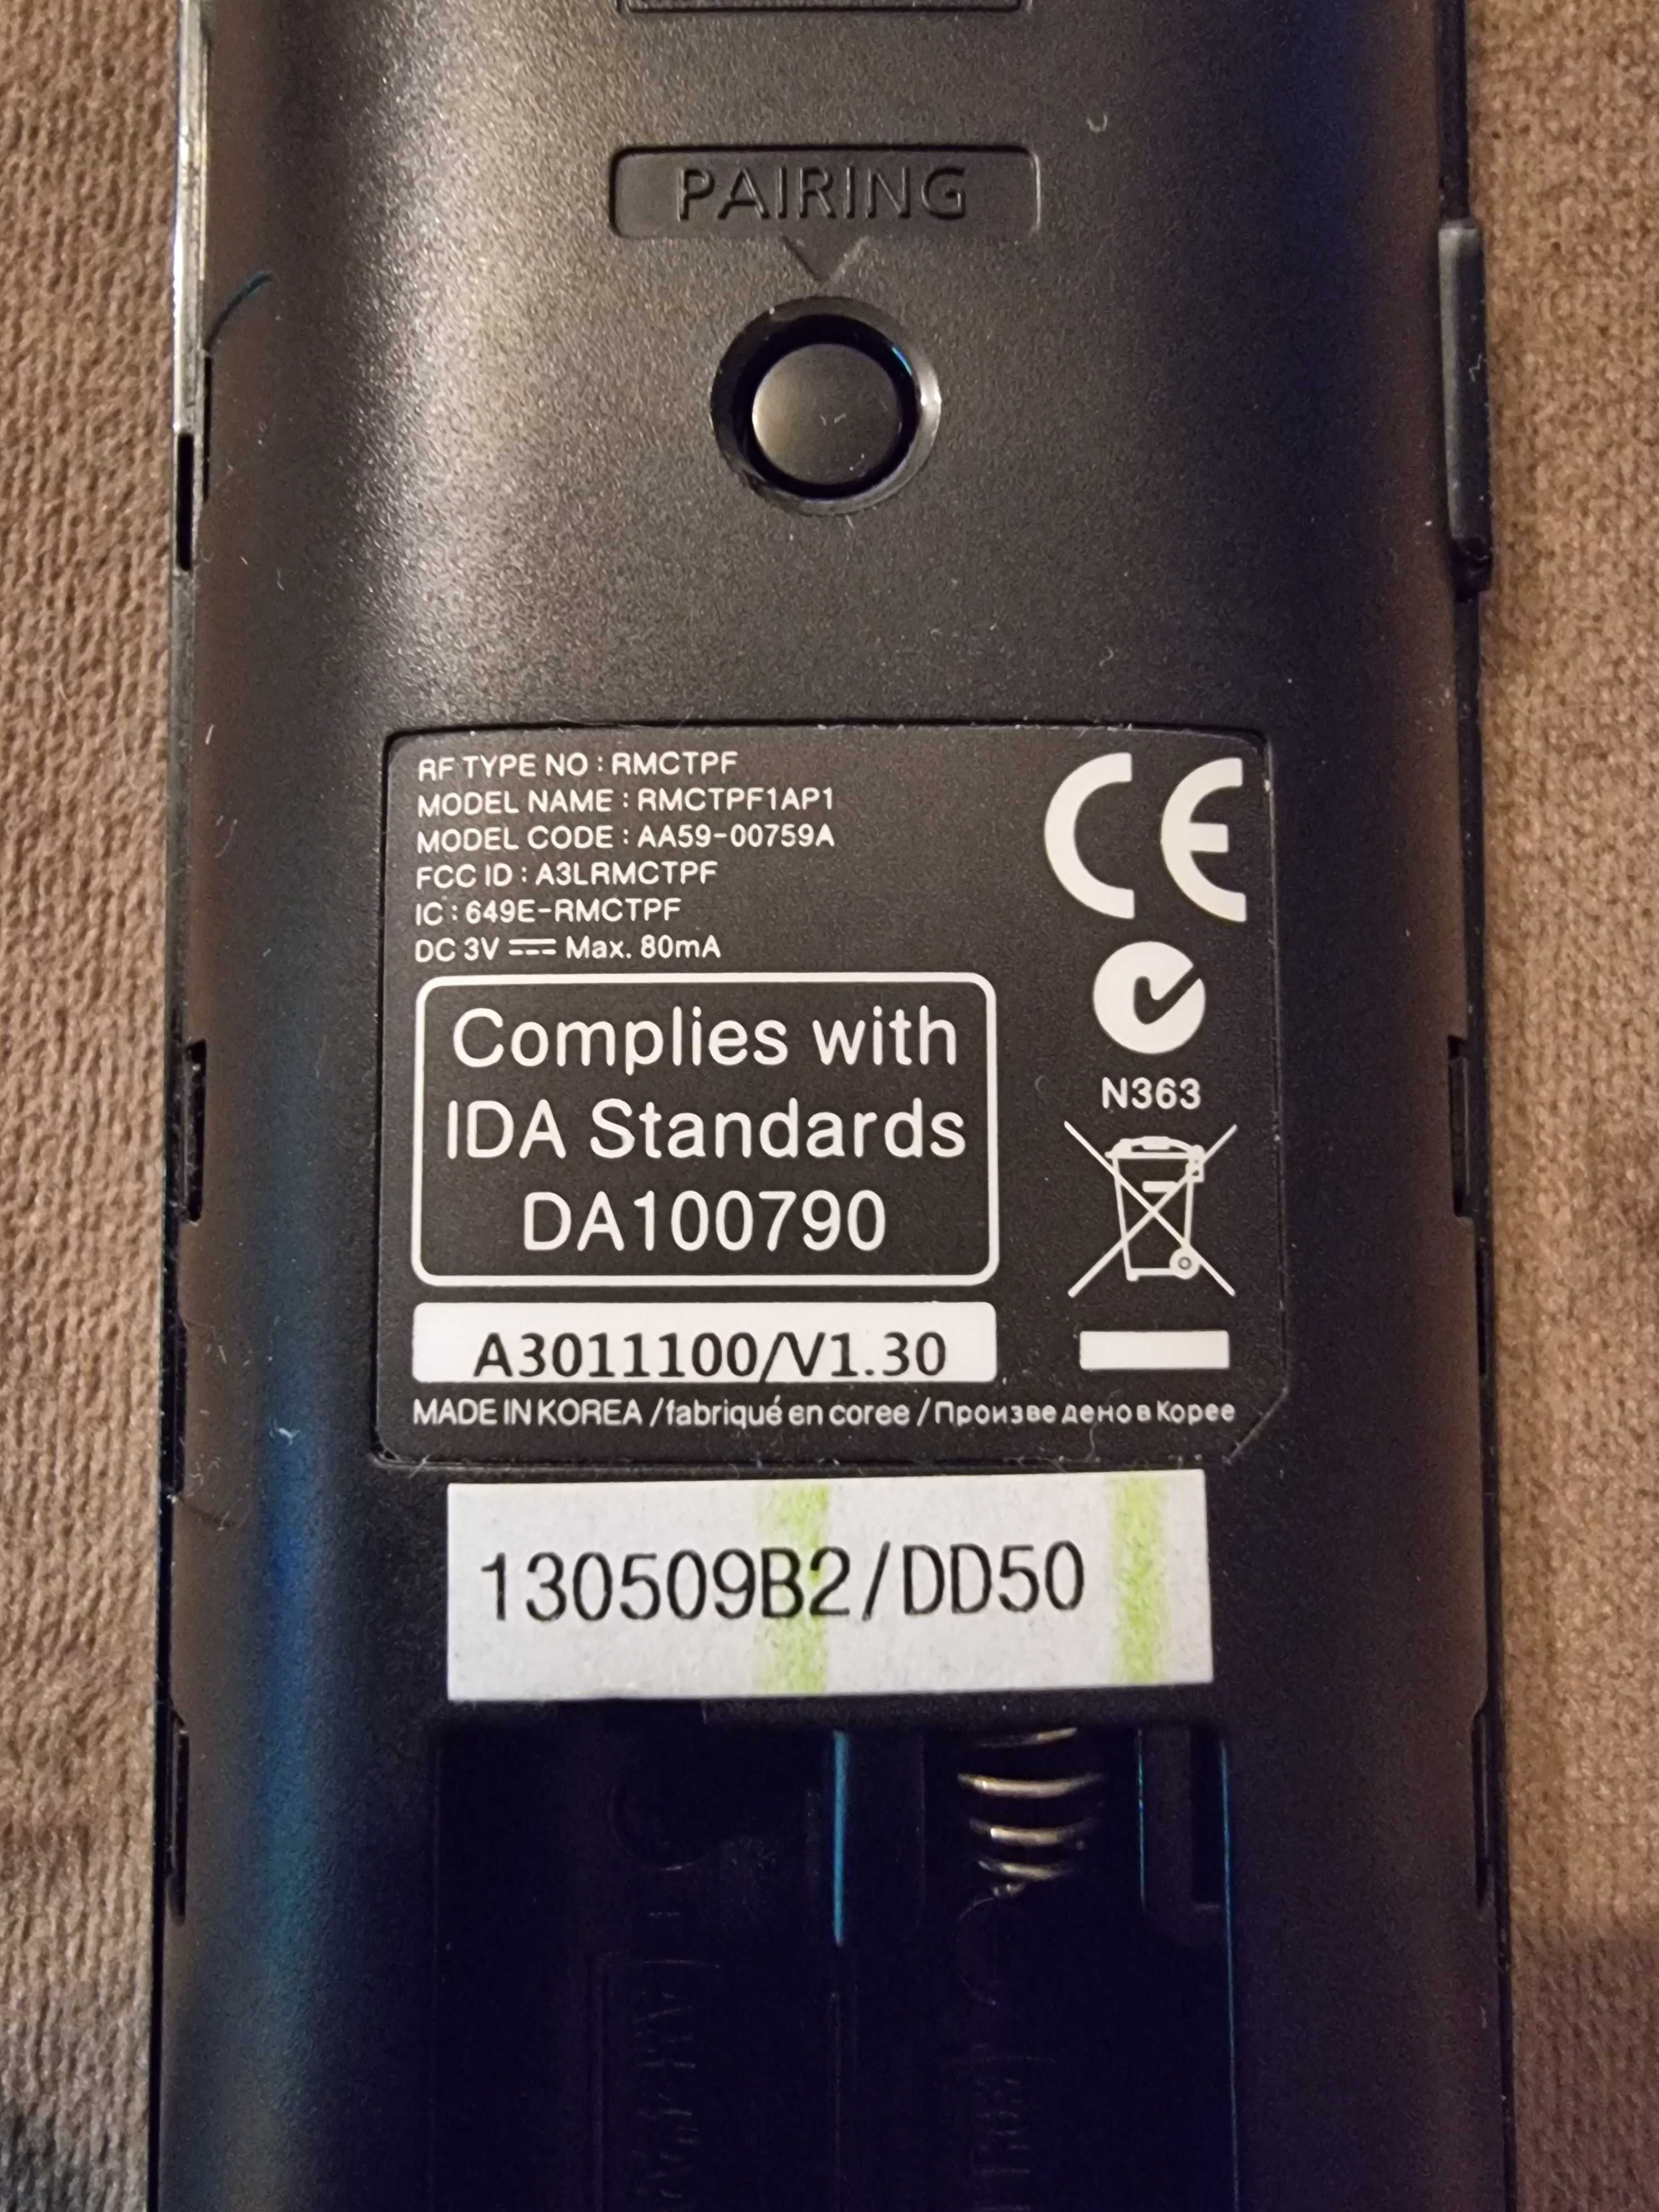 PAIRING
RF TYPE NO : RMCTPF
MODEL NAME : RMCTPF1AP1
MODEL CODE : AA59-00759A
FCC ID : A3LRMCTPF
IC : 649E-RMCTPF
DC 3V Max. 80mA
CE
N363
Complies with
IDA Standards
DA100790
A3011100/V1.30
MADE IN KOREA /fabriqué en coree /Произведено в Корее
130509B2/DD50